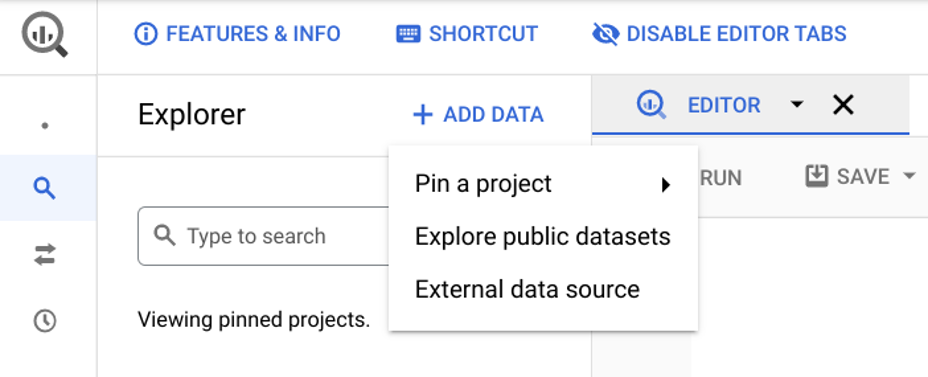 FEATURES & INFO
SHORTCUT
DISABLE EDITOR TABS
Explorer
+ ADD DATA
EDITOR
Pin a project
Explore public datasets
External data source
RUN
SAVE
Type to search
Viewing pinned projects.